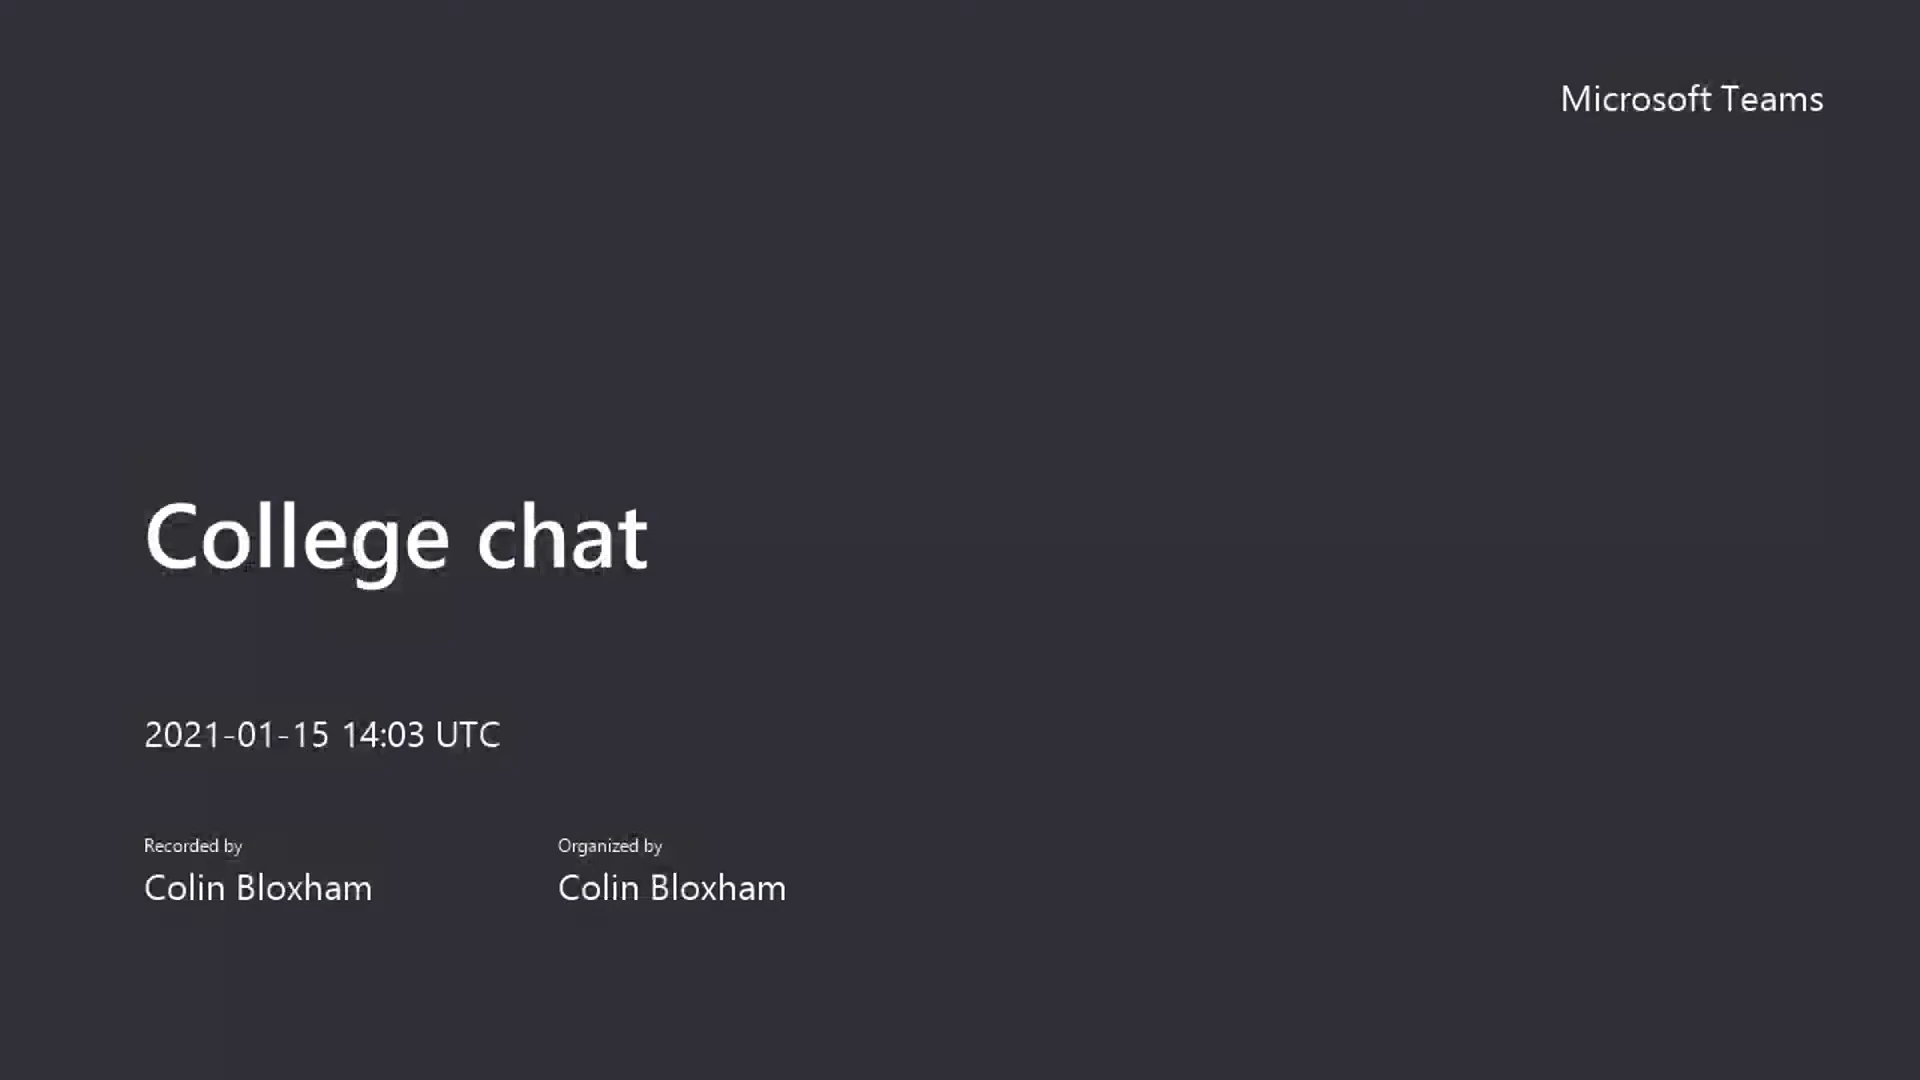 Microsoft Teams
College chat
2021-01-15 14:03 UTC
Recorded by
Colin Bloxham
Organized by
Colin Bloxham